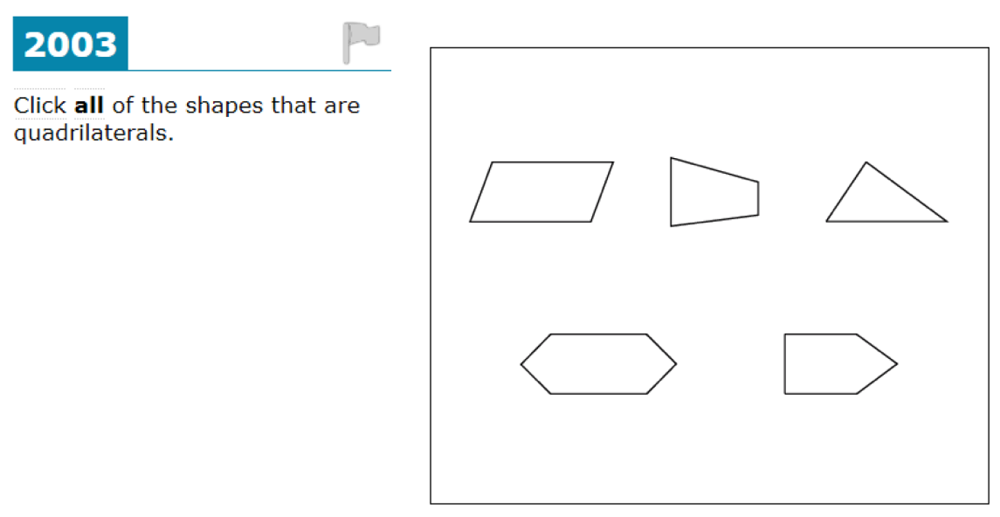 2003
Click all of the shapes that are
quadrilaterals.